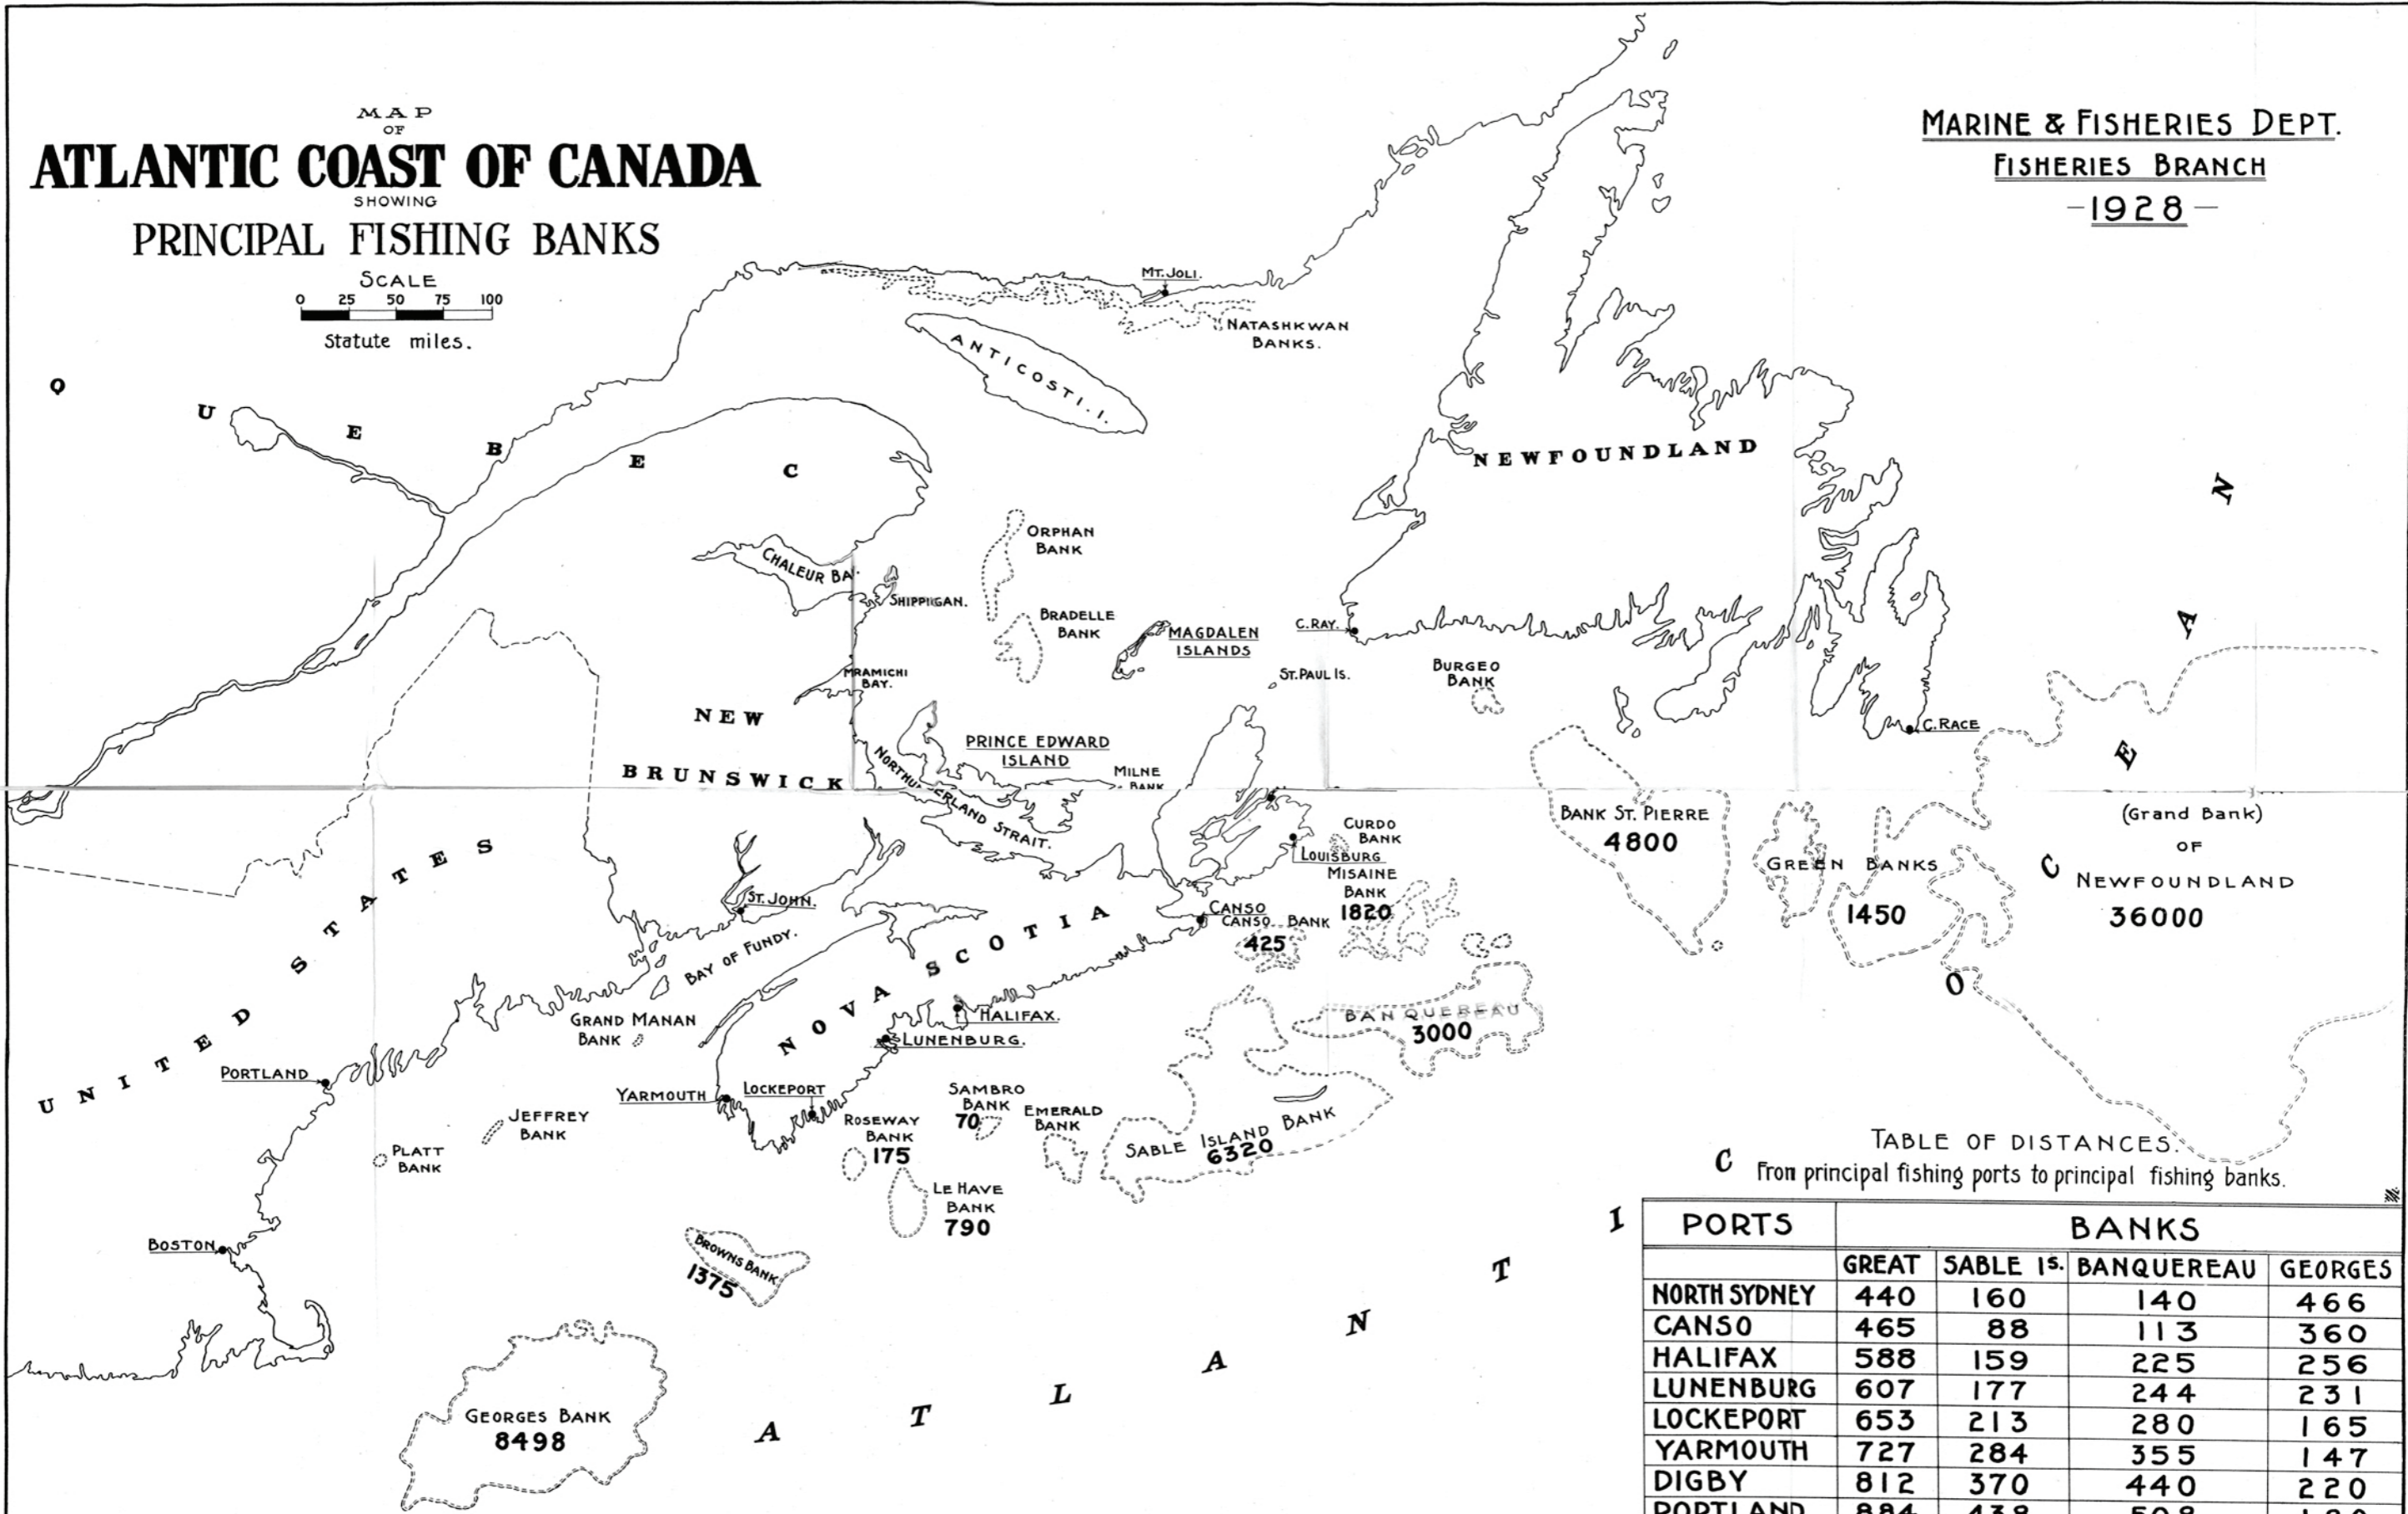 MAP
OF
ATLANTIC COAST OF CANADA
SHOWING
PRINCIPAL FISHING BANKS
SCALE
0 25 50 75 100
Statute miles.
MARINE & FISHERIES DEPT.
FISHERIES BRANCH
-1928-
MT. JOLI.
NATASHKWAN
BANKS.
ANTICOSTI. I.
QUEBEC
NEWFOUNDLAND
ORPHAN
BANK
CHALEUR BA
SHIPPIGAN.
BRADELLE
BANK
MAGDALEN
ISLANDS
C. RAY.
ST. PAUL IS.
BURGEO
BANK
MRAMICHI
BAY.
NEW
BRUNSWICK
PRINCE EDWARD
ISLAND
MILNE
BANK
C. RACE
NORTHUMBERLAND STRAIT.
CURDO
BANK
LOUISBURG
MISAINE
BANK
1820
BANK ST. PIERRE
4800
GREEN BANKS
1450
(Grand Bank)
OF
NEWFOUNDLAND
36000
UNITED STATES
ST. JOHN.
BAY OF FUNDY.
NOVA SCOTIA
CANSO
CANSO BANK
425
GRAND MANAN
BANK
HALIFAX.
LUNENBURG.
BANQUEREAU
3000
PORTLAND
YARMOUTH
LOCKEPORT
JEFFREY
BANK
PLATT
BANK
ROSEWAY
BANK
175
SAMBRO
BANK
70
EMERALD
BANK
SABLE ISLAND BANK
6320
LE HAVE
BANK
790
BOSTON
BROWNS BANK
1375
GEORGES BANK
8498
ATLANTIC OCEAN
TABLE OF DISTANCES.
From principal fishing ports to principal fishing banks.
PORTS BANKS
GREAT SABLE IS. BANQUEREAU GEORGES
NORTH SYDNEY 440 160 140 466
CANSO 465 88 113 360
HALIFAX 588 159 225 256
LUNENBURG 607 177 244 231
LOCKEPORT 653 213 280 165
YARMOUTH 727 284 355 147
DIGBY 812 370 440 220
PORTLAND 884